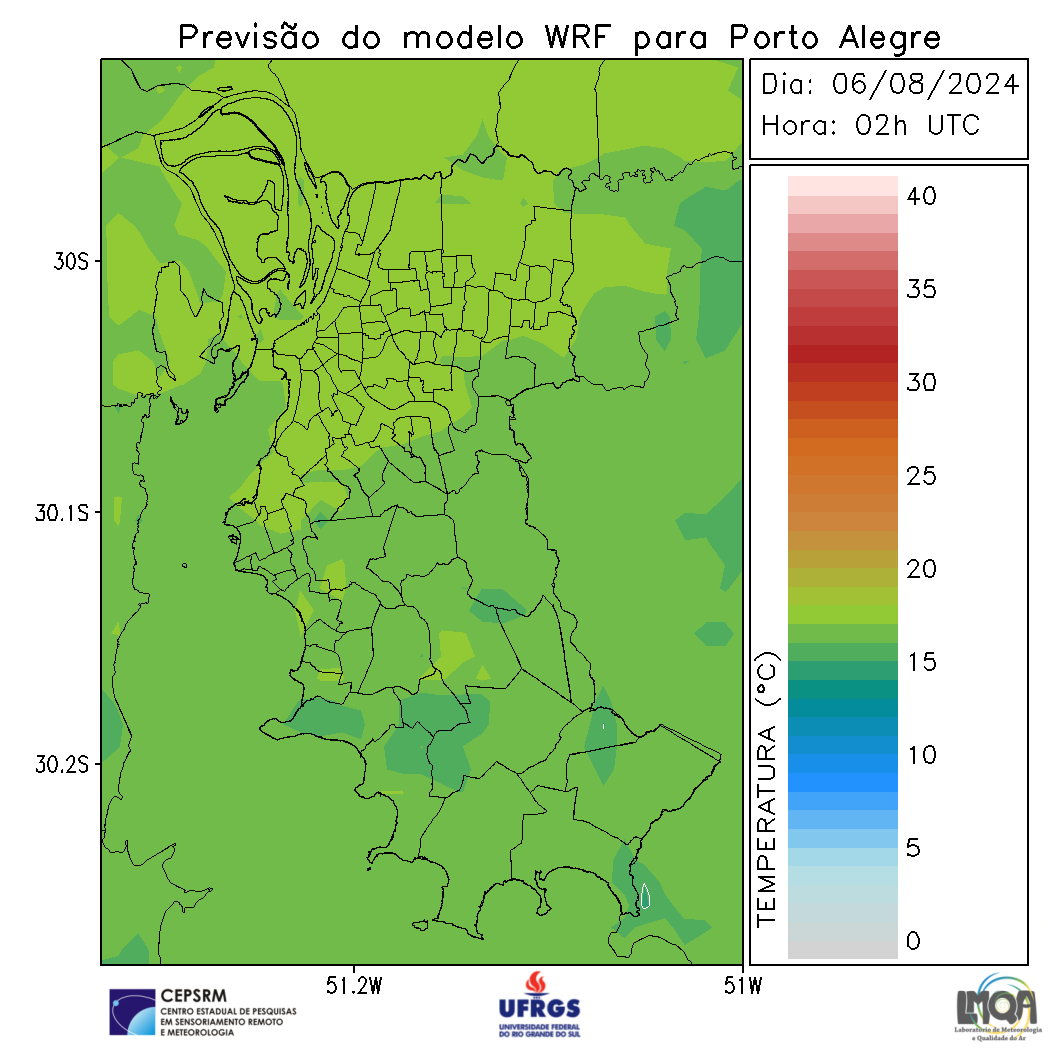 Previsão do modelo WRF para Porto Alegre
Dia: 06/08/2024
Hora: 02h UTC
30S
30.1S
30.2S
51.2W
51W
40
35
30
25
20
15
10
5
0
TEMPERATURA (°C)
CEPSRM
CENTRO ESTADUAL DE PESQUISAS
EM SENSORIAMENTO REMOTO
E METEOROLOGIA
UFRGS
UNIVERSIDADE FEDERAL
DO RIO GRANDE DO SUL
LMQA
Laboratório de Meteorologia
e Qualidade do Ar